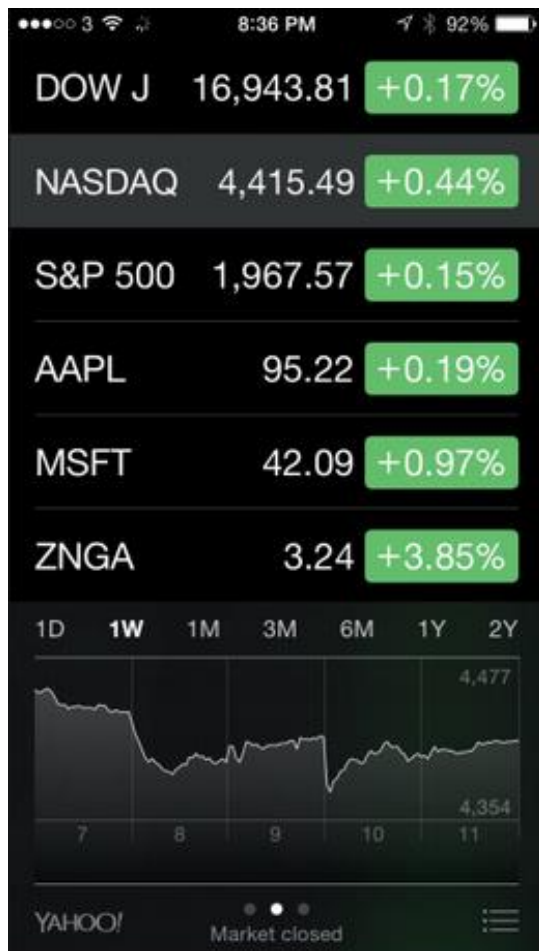 3 8:36 PM 92%
DOW J 16,943.81 +0.17%
NASDAQ 4,415.49 +0.44%
S&P 500 1,967.57 +0.15%
AAPL 95.22 +0.19%
MSFT 42.09 +0.97%
ZNGA 3.24 +3.85%
1D 1W 1M 3M 6M 1Y 2Y
4,477
4,354
7 8 9 10 11
YAHOO!
Market closed